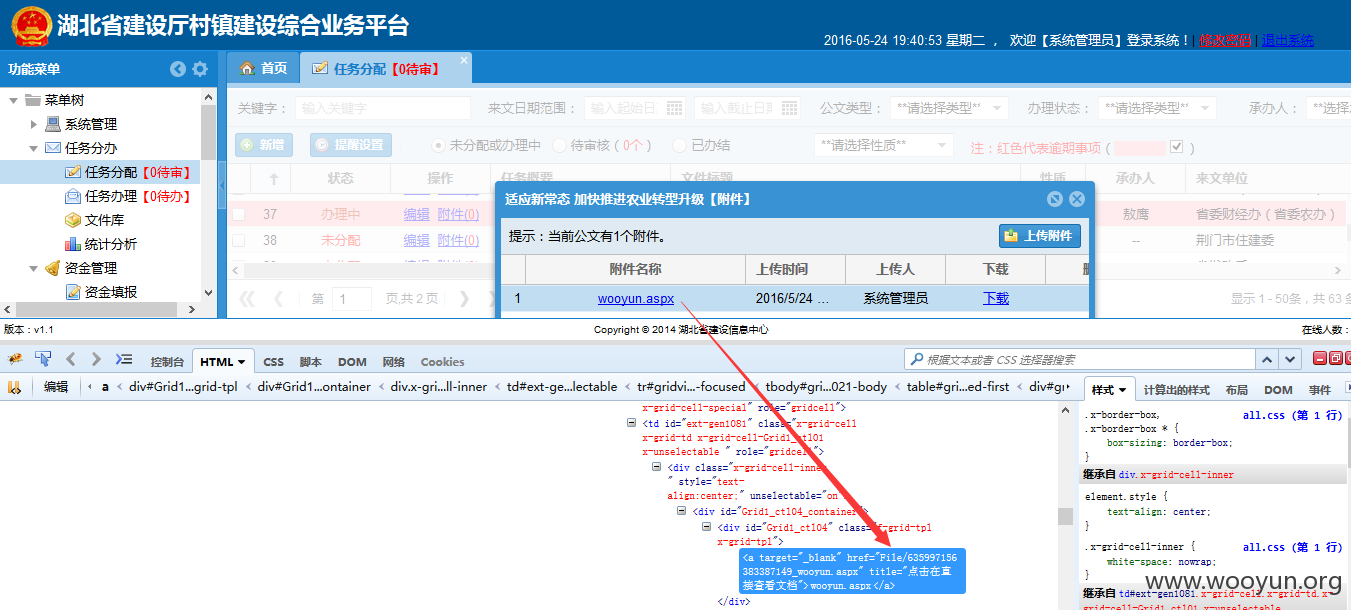 湖北省建设厅村镇建设综合业务平台
2016-05-24 19:40:53 星期二 ， 欢迎【系统管理员】登录系统！| 修改密码 | 退出系统
功能菜单
首页
任务分配【0待审】
菜单树
系统管理
任务分办
任务分配【0待审】
任务办理【0待办】
文件库
统计分析
资金管理
资金填报
关键字： 输入关键字 来文日期范围： 输入起始日 输入截止日期 公文类型： **请选择类型** 办理状态： **请选择类型** 承办人： **请选择
新增 提醒设置 未分配或办理中 待审核（0个） 已办结 **请选择性质** 注：红色代表逾期事项（ ）
状态 操作 任务概要 文件标题 性质 承办人 来文单位
37 办理中 编辑 附件(0) 敖鹰 省委财经办（省委农办）
38 未分配 编辑 附件(0) -- 荆门市住建委
第 1 页,共 2 页 显示 1 - 50条，共 63 条
适应新常态 加快推进农业转型升级【附件】
提示：当前公文有1个附件。 上传附件
附件名称 上传时间 上传人 下载
1 wooyun.aspx 2016/5/24 ... 系统管理员 下载
版本：v1.1 Copyright © 2014 湖北省建设信息中心 在线人数：
控制台 HTML CSS 脚本 DOM 网络 Cookies
根据文本或者 CSS 选择器搜索
编辑 a < div#Grid1...grid-tpl < div#Grid1...ontainer < div.x-gri...ll-inner < td#ext-ge...lectable < tr#gridvi...-focused < tbody#gri...021-body < table#gri...ed-first < div#gr
样式 计算出的样式 布局 DOM 事件
x-grid-cell-special" role="gridcell">
<td id="ext-gen1081" class="x-grid-cell
x-grid-td x-grid-cell-Grid1_ctl01
x-unselectable " role="gridcell">
<div class="x-grid-cell-inner
" style="text-
align:center;" unselectable="on">
<div id="Grid1_ctl04_container">
<div id="Grid1_ctl04" class="f-grid-tpl
x-grid-tpl">
<a target="_blank" href="File/635997156
383387149_wooyun.aspx" title="点击在直
接查看文档">wooyun.aspx</a>
</div>
.x-border-box, all.css (第 1 行)
.x-border-box * {
box-sizing: border-box;
}
继承自 div.x-grid-cell-inner
element.style {
text-align: center;
}
.x-grid-cell-inner { all.css (第 1 行)
white-space: nowrap;
}
继承自 td#ext-gen1081.x-grid-cell.x-grid-td.x-
grid-cell-Grid1_ctl01.x-unselectable
www.wooyun.org